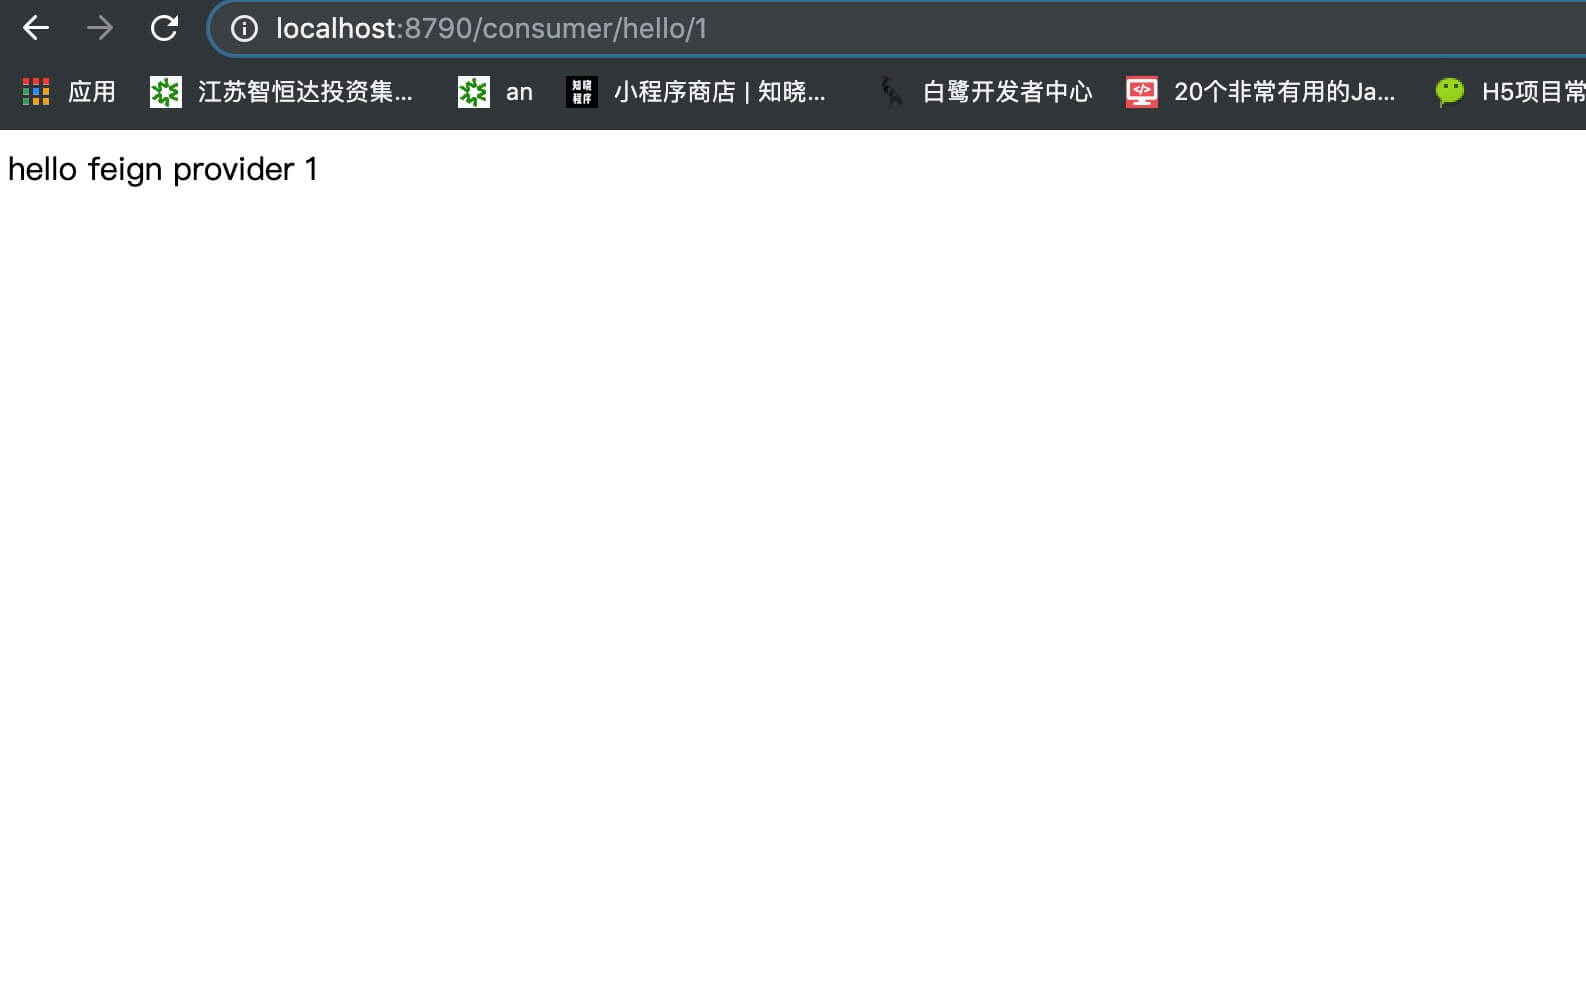 localhost:8790/consumer/hello/1
应用 江苏智恒达投资集... an 知晓程序 小程序商店 | 知晓... 白鹭开发者中心 </> 20个非常有用的Ja... H5项目常
hello feign provider 1